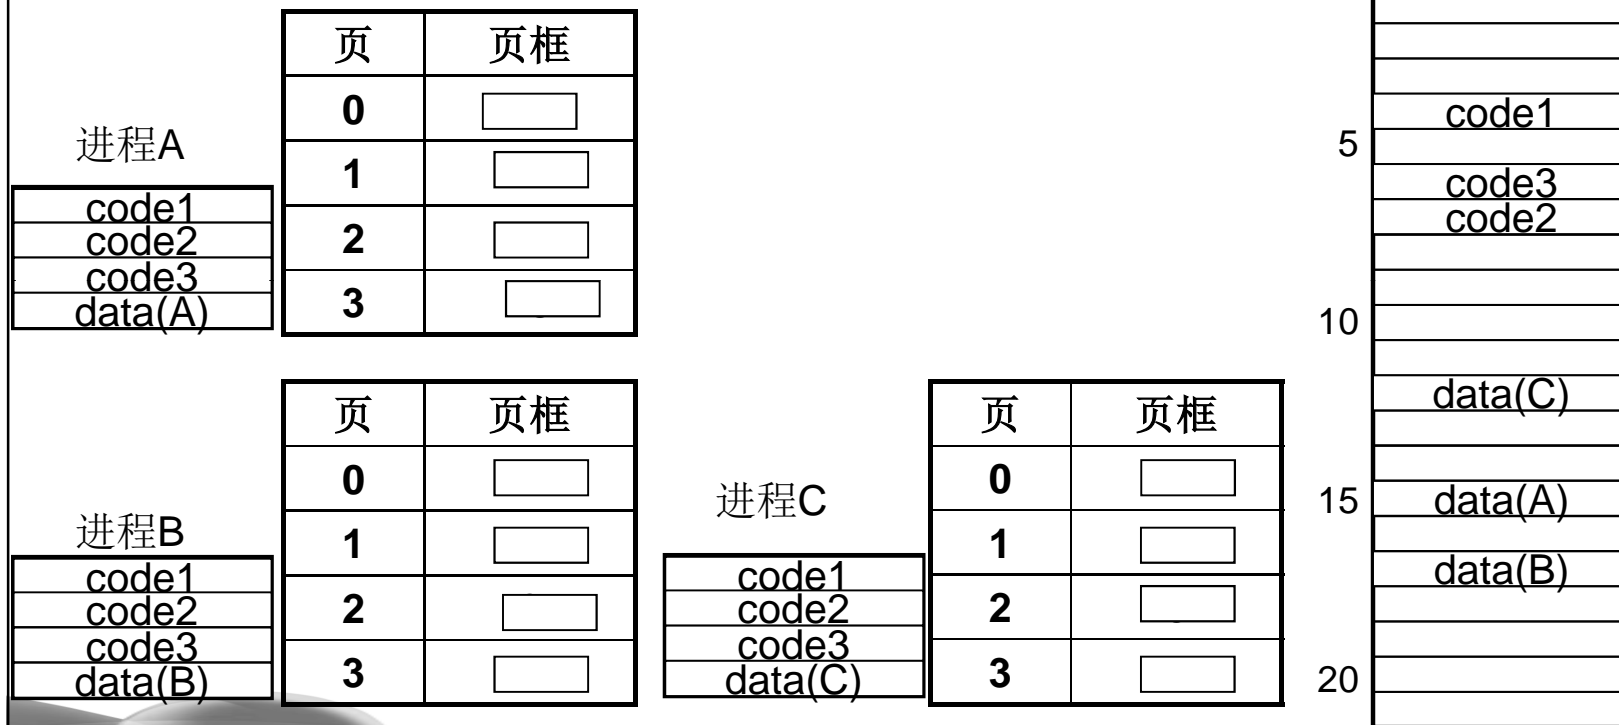 页 页框
0
1
2
3
进程A
code1
code2
code3
data(A)
页 页框
0
1
2
3
进程B
code1
code2
code3
data(B)
页 页框
0
1
2
3
进程C
code1
code2
code3
data(C)
code1
5
code3
code2
10
data(C)
15 data(A)
data(B)
20